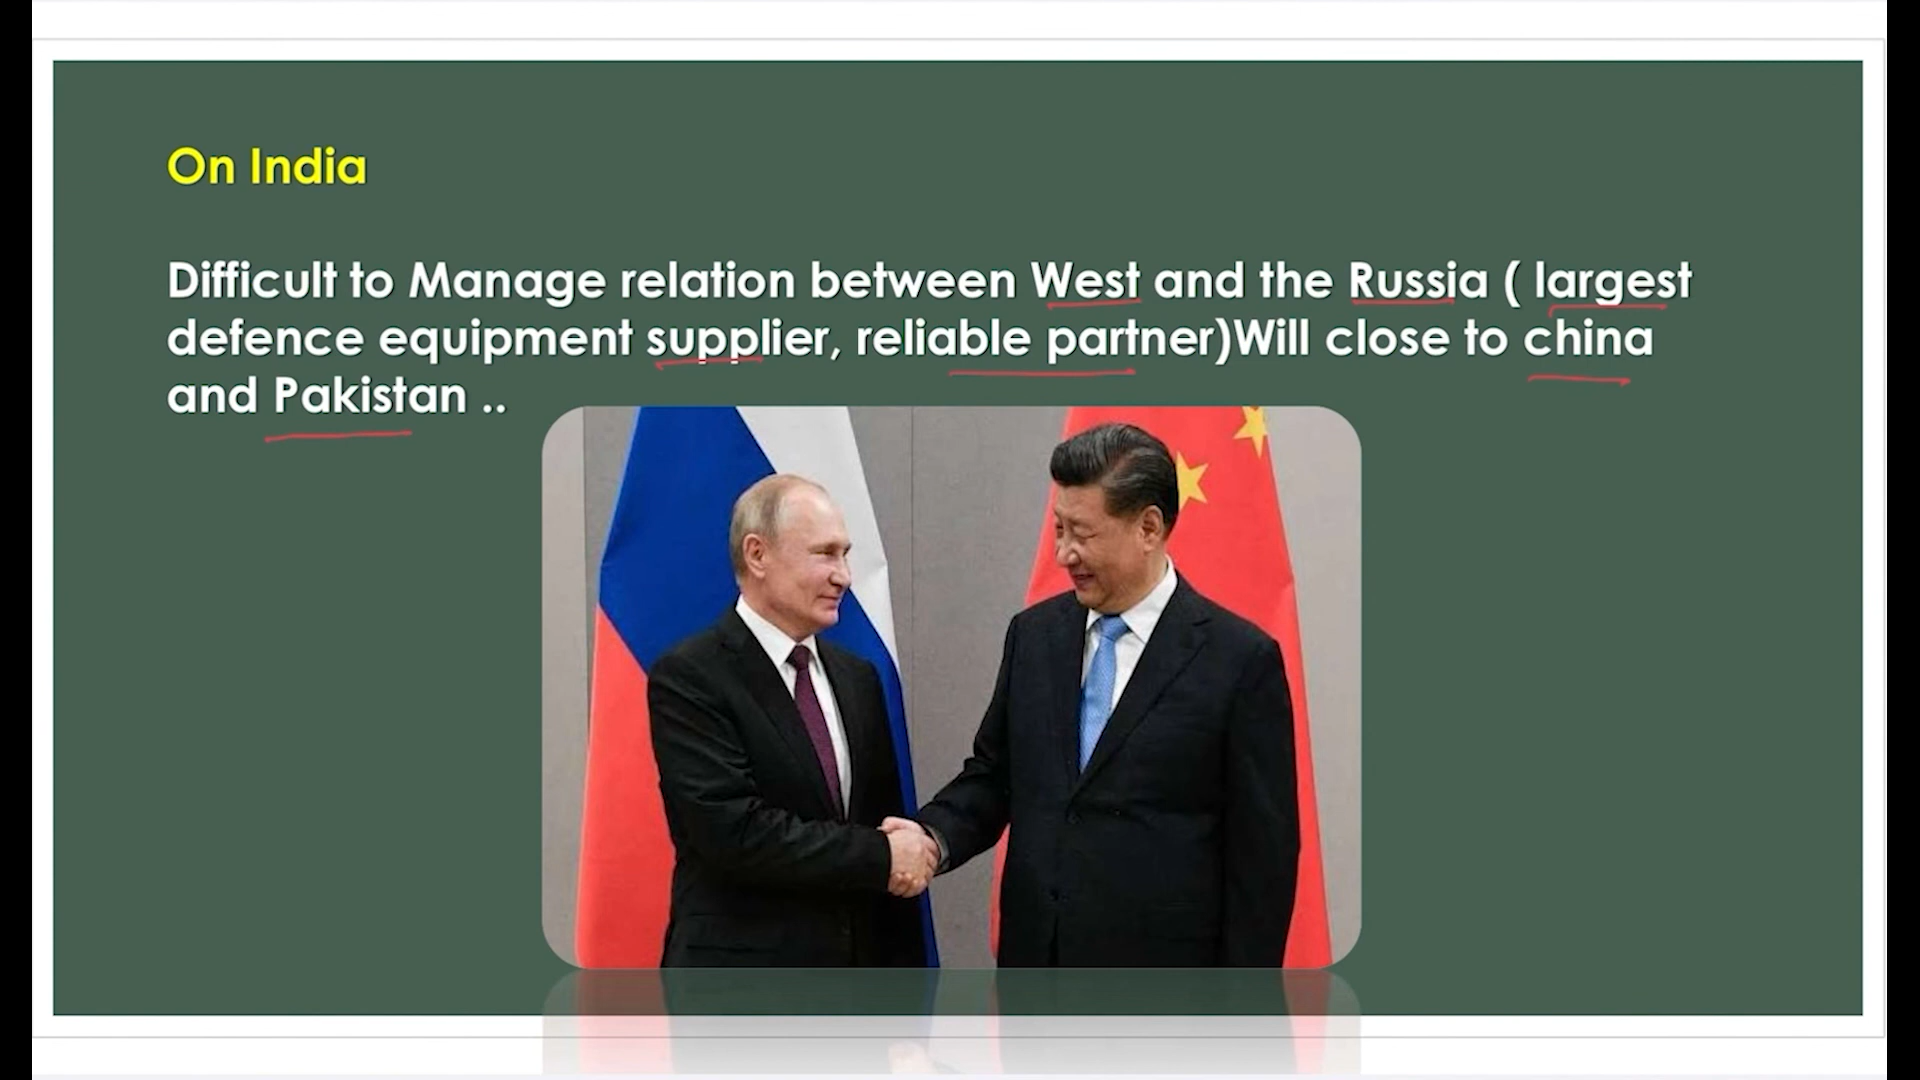 On India
Difficult to Manage relation between West and the Russia ( largest
defence equipment supplier, reliable partner)Will close to china
and Pakistan ..